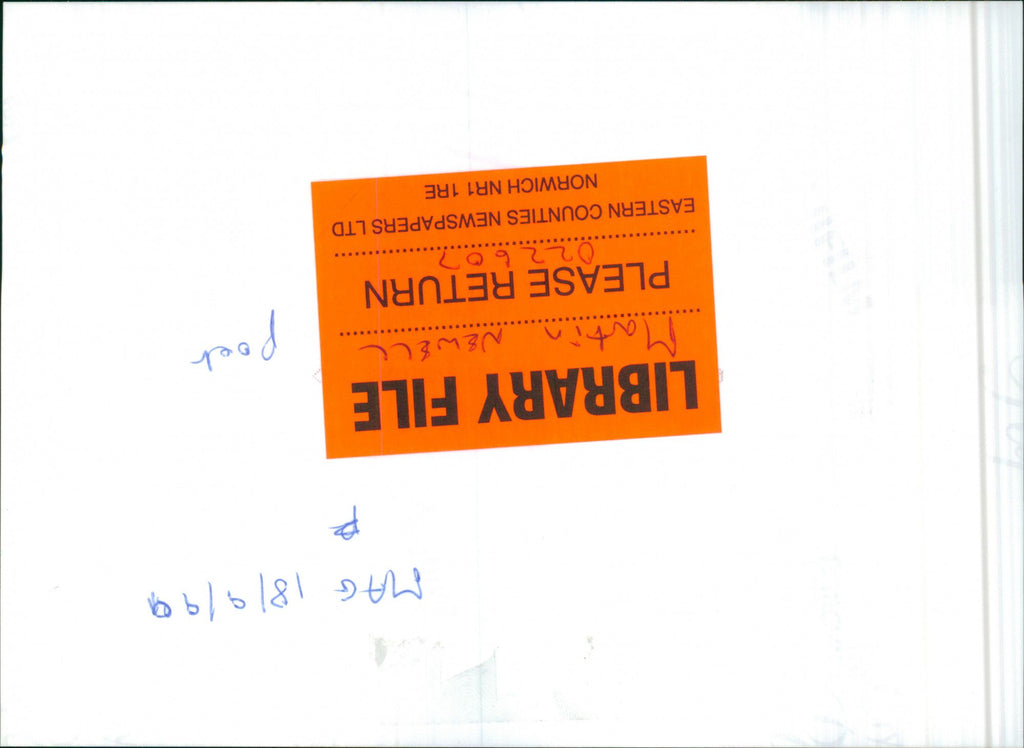 MAG 18/9/99
LIBRARY FILE
Martin NEWELL
PLEASE RETURN
022607
EASTERN COUNTIES NEWSPAPERS LTD
NORWICH NR1 1RE
poet